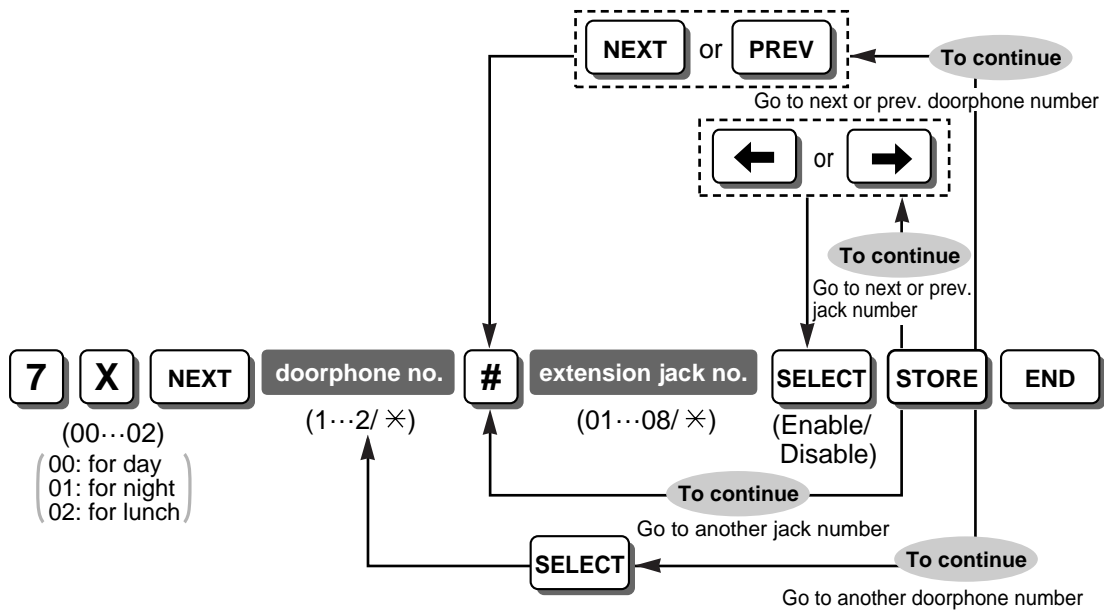 NEXT or PREV
To continue
Go to next or prev. doorphone number
← or →
To continue
Go to next or prev.
jack number
7 X NEXT doorphone no. # extension jack no. SELECT STORE END
(00···02)
00: for day
01: for night
02: for lunch
(1···2/ ✳)
(01···08/ ✳)
(Enable/
Disable)
To continue
Go to another jack number
SELECT
To continue
Go to another doorphone number